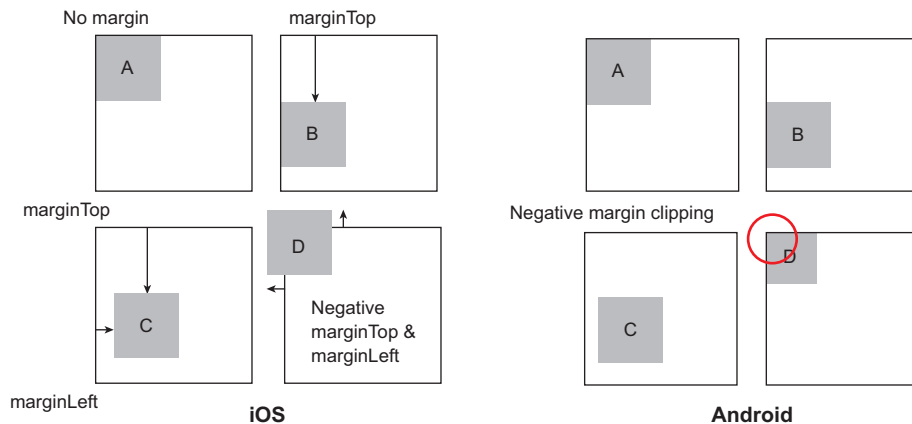 No margin
marginTop
A
B
A
B
marginTop
Negative margin clipping
D
D
C
Negative
marginTop &
marginLeft
C
marginLeft
iOS
Android